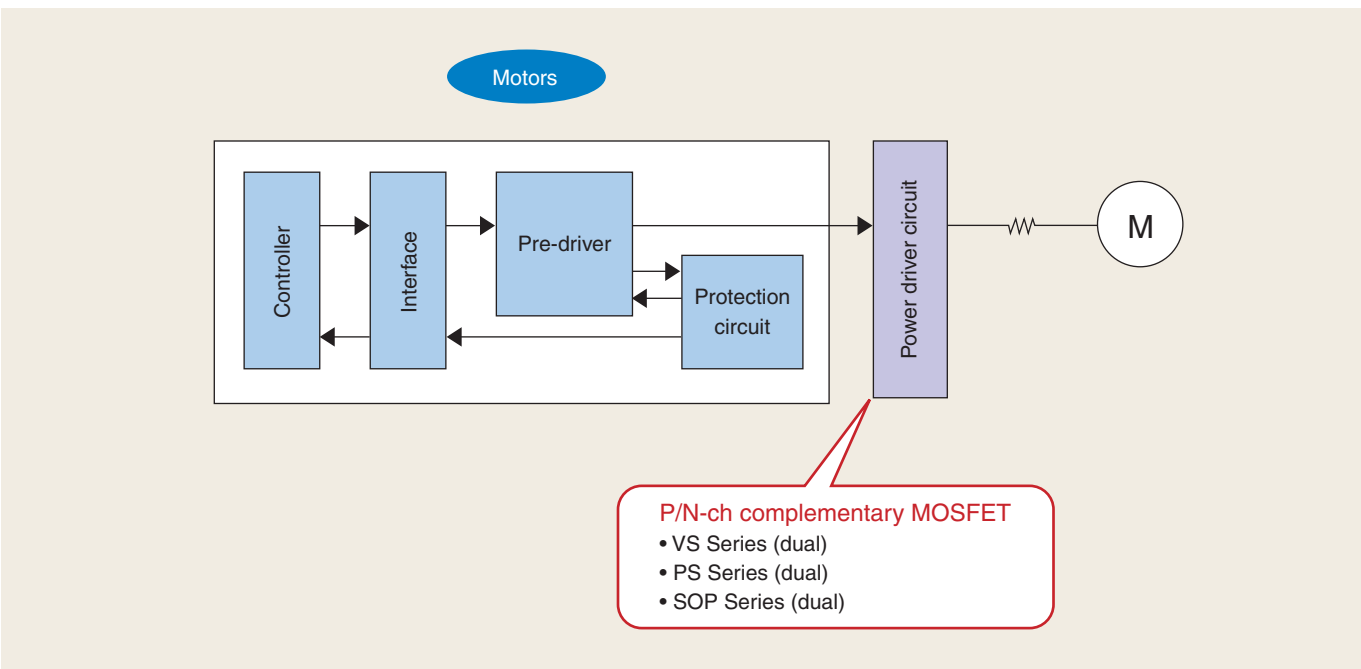 Motors
Controller
Interface
Pre-driver
Protection
circuit
Power driver circuit
M
P/N-ch complementary MOSFET
• VS Series (dual)
• PS Series (dual)
• SOP Series (dual)